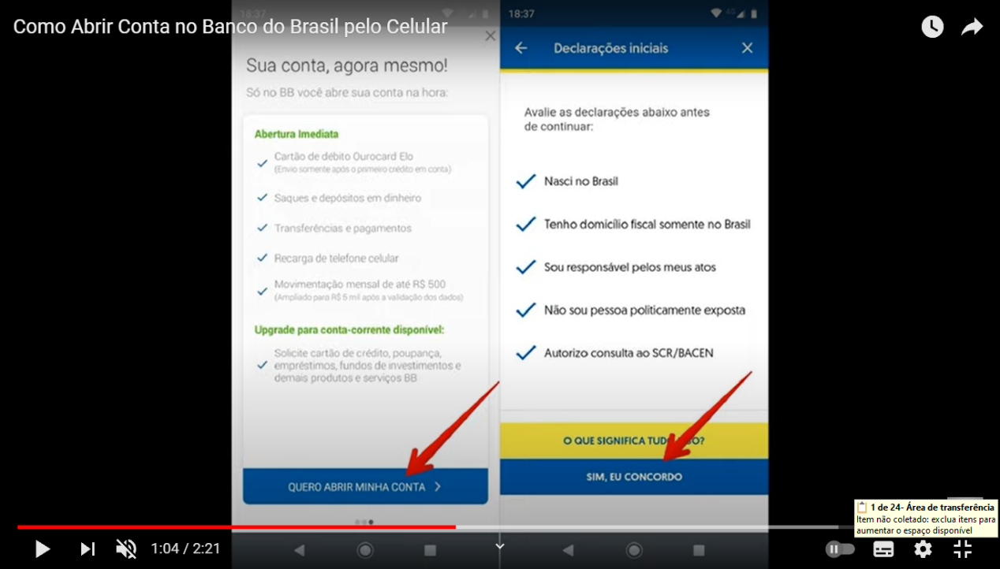 18:37
Como Abrir Conta no Banco do Brasil pelo Celular
Sua conta, agora mesmo!
Só no BB você abre sua conta na hora:
Abertura Imediata
Cartão de débito Ourocard Elo
(Envio somente após o primeiro crédito em conta)
Saques e depósitos em dinheiro
Transferências e pagamentos
Recarga de telefone celular
Movimentação mensal de até R$ 500
(Ampliado para R$ 5 mil após a validação dos dados)
Upgrade para conta-corrente disponível:
Solicite cartão de crédito, poupança,
empréstimos, fundos de investimentos e
demais produtos e serviços BB
QUERO ABRIR MINHA CONTA
18:37
4G
Declarações iniciais
Avalie as declarações abaixo antes
de continuar:
Nasci no Brasil
Tenho domicílio fiscal somente no Brasil
Sou responsável pelos meus atos
Não sou pessoa politicamente exposta
Autorizo consulta ao SCR/BACEN
O QUE SIGNIFICA TUDO ISSO?
SIM, EU CONCORDO
1 de 24- Área de transferência
Item não coletado: exclua itens para
aumentar o espaço disponível
1:04 / 2:21